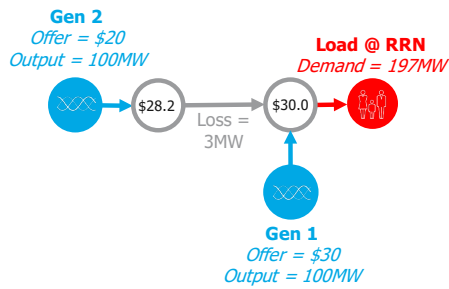 Gen 2
Offer = $20
Output = 100MW
Load @ RRN
Demand = 197MW
$28.2
Loss =
3MW
$30.0
Gen 1
Offer = $30
Output = 100MW